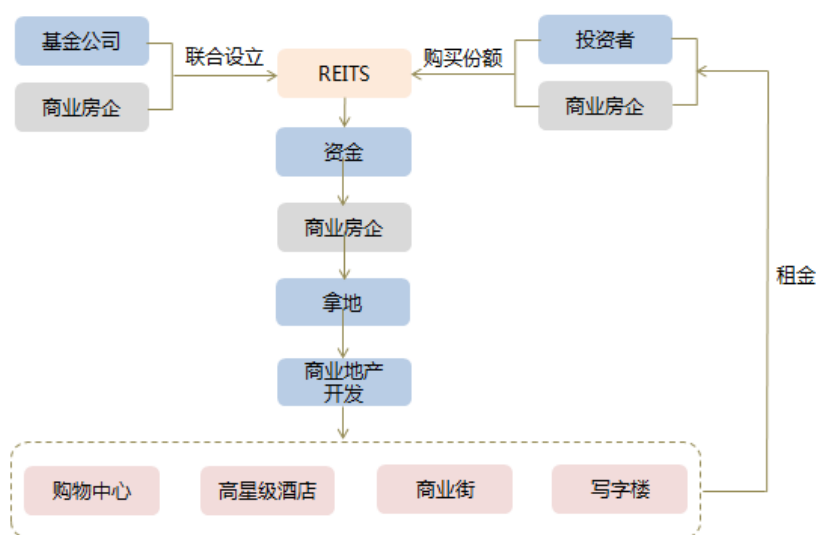 基金公司
联合设立
REITS
购买份额
投资者
商业房企
商业房企
资金
商业房企
租金
拿地
商业地产
开发
购物中心
高星级酒店
商业街
写字楼